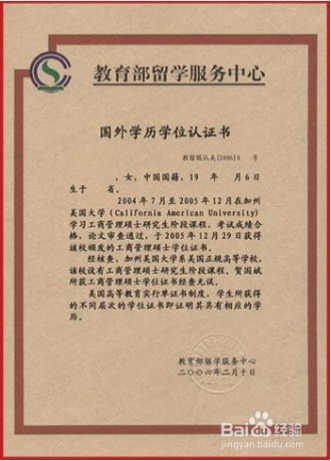 教育部留学服务中心
国外学历学位认证书
教留服认美[2006]0 号
,女,中国国籍,19 年 月6日
生于 省。
2004年7月至2005年12月在加州
美国大学(California American University)
学习工商管理硕士研究生阶段课程,考试成绩合
格,论文审查通过,于2005年12月29日获得
该校颁发的工商管理硕士学位证书。
经核查,加州美国大学系美国正规高等学校,
该校设有工商管理硕士研究生阶段课程。贺国斌
所获工商管理硕士学位证书经查无误。
美国高等教育实行单证书制度,学生所获得
的不同层次的学位证书即证明其具有相应的学
历。
教育部留学服务中心
二〇〇六年二月十日
Baidu经验
jingyan.baidu.com